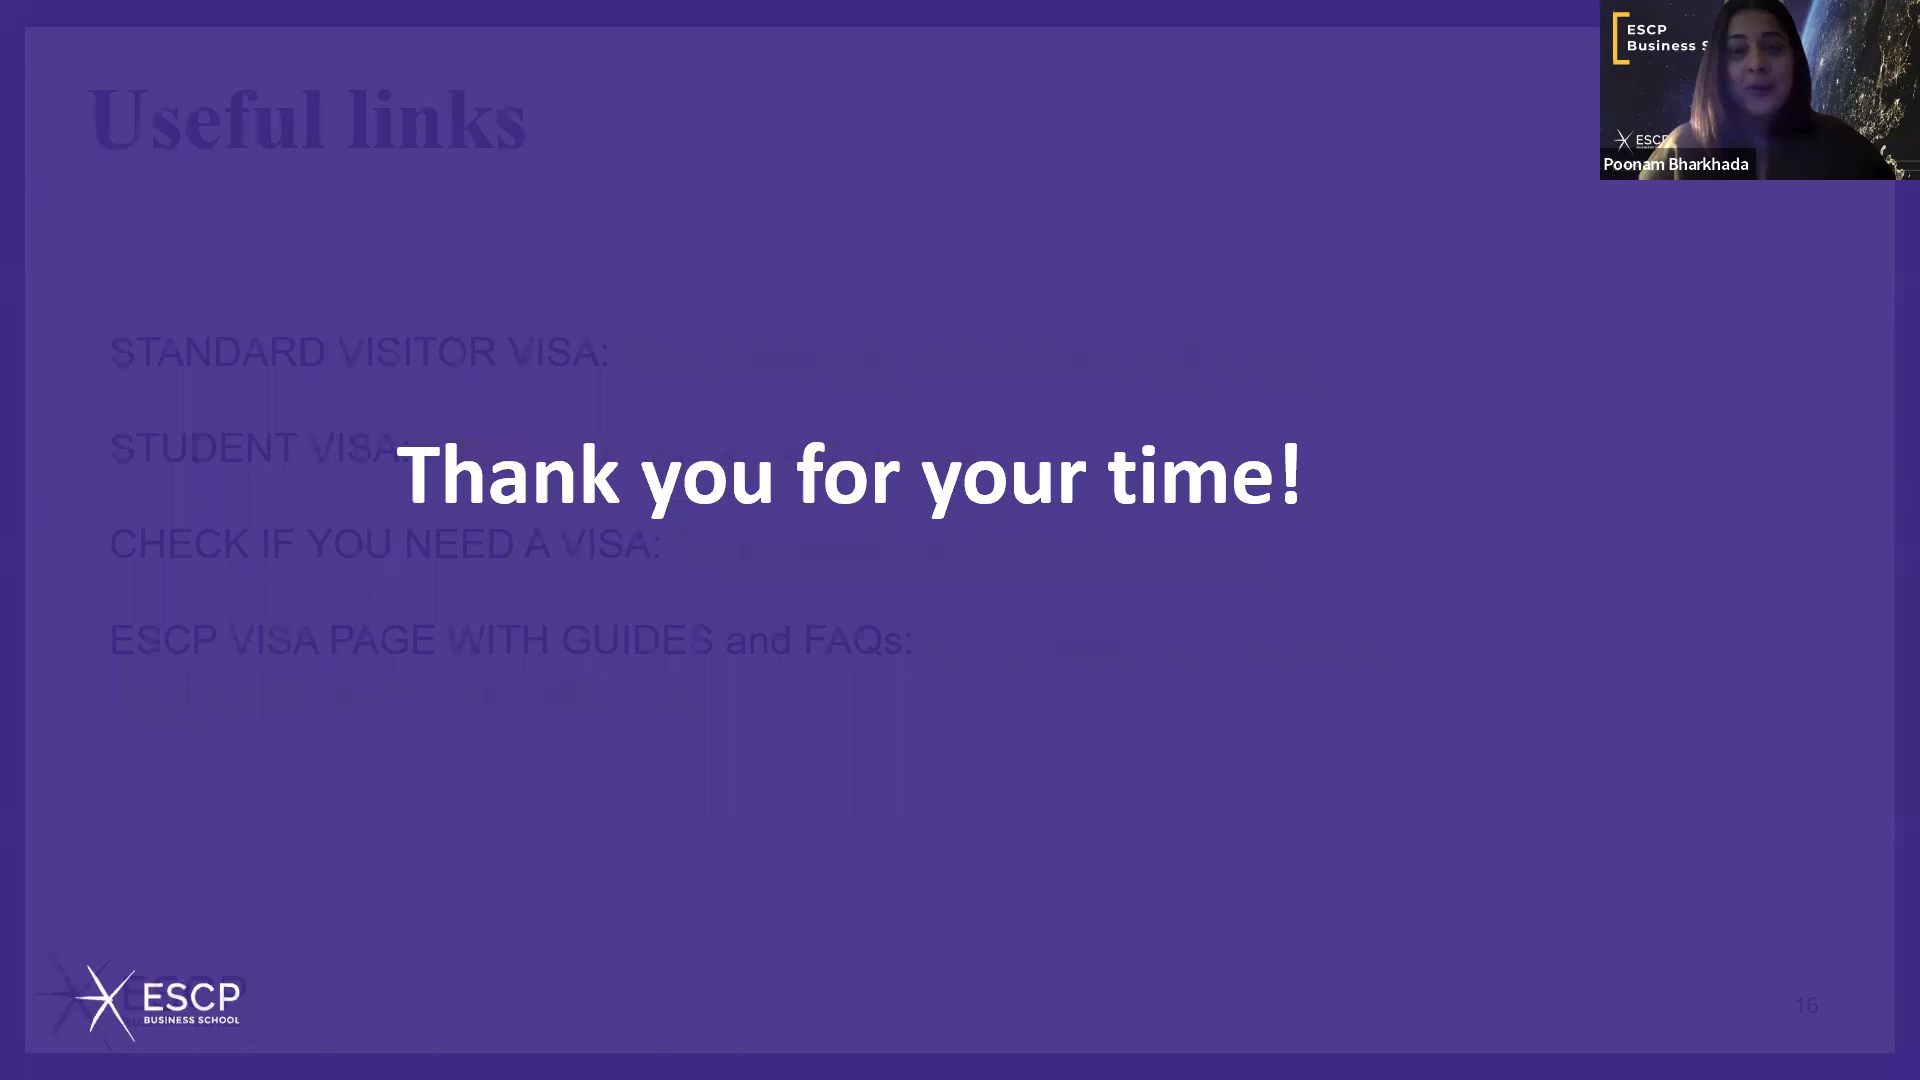 ESCP
Business S
ESCP
Poonam Bharkhada
Useful links
STANDARD VISITOR VISA:
STUDENT VISA:
Thank you for your time!
CHECK IF YOU NEED A VISA:
ESCP VISA PAGE WITH GUIDES and FAQs:
ESCP
BUSINESS SCHOOL
16